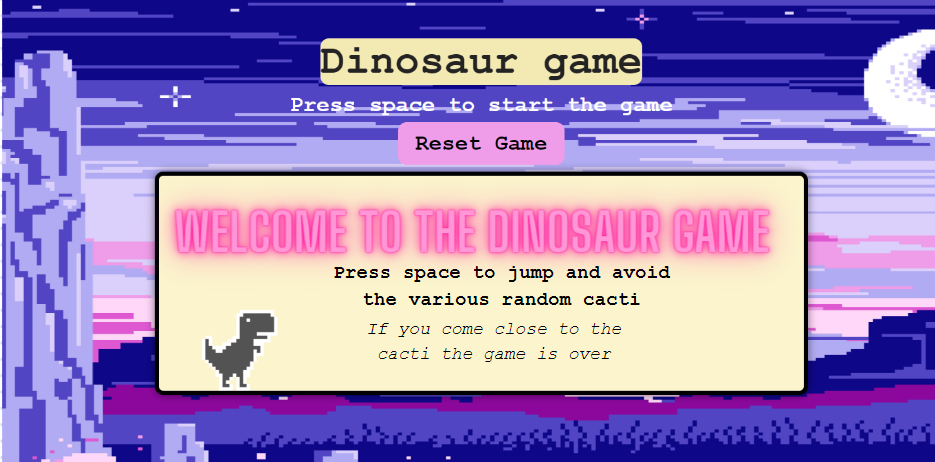 Dinosaur game
Press space to start the game
Reset Game
WELCOME TO THE DINOSAUR GAME
Press space to jump and avoid
the various random cacti
If you come close to the
cacti the game is over